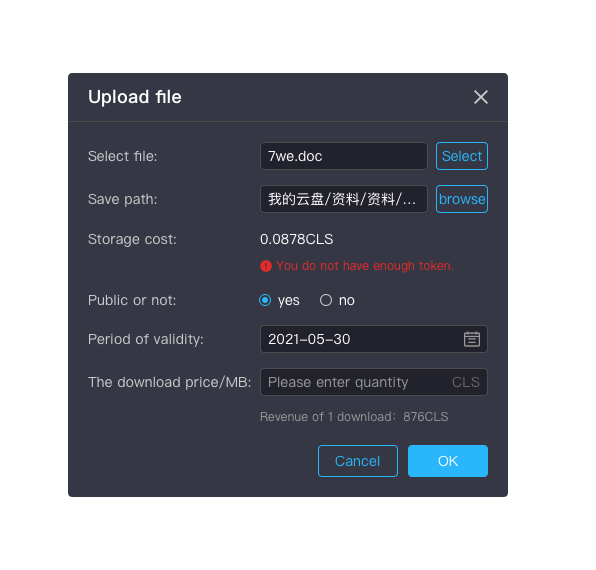 Upload file
Select file: 7we.doc Select
Save path: 我的云盘/资料/资料/... browse
Storage cost: 0.0878CLS
You do not have enough token.
Public or not: yes no
Period of validity: 2021-05-30
The download price/MB: Please enter quantity CLS
Revenue of 1 download: 876CLS
Cancel OK